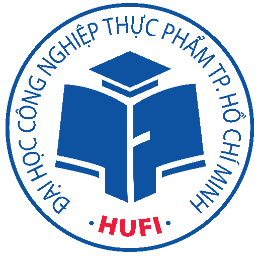 ĐẠI HỌC CÔNG NGHIỆP THỰC PHẨM TP. HỒ CHÍ MINH
· HUFI ·